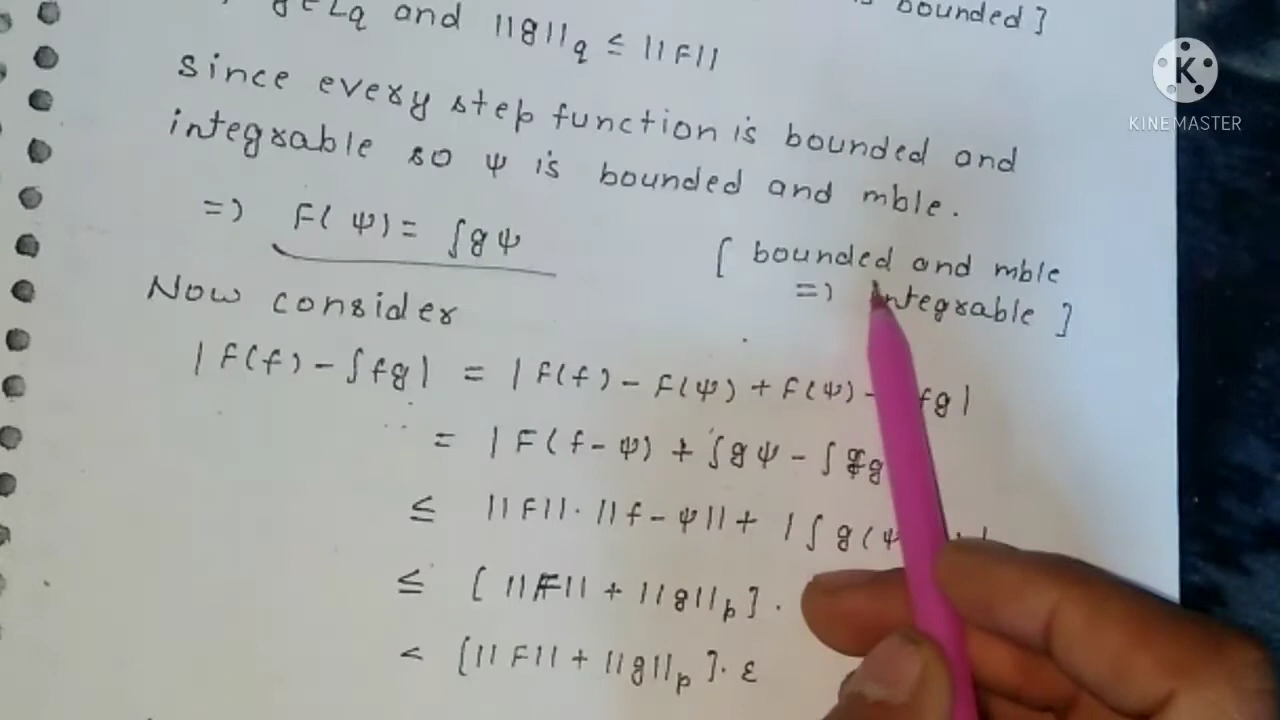 g ∈ Lq and ||g||q ≤ ||F||
is bounded ]
since every step function is bounded and
integrable so ψ is bounded and mble.
=) F( ψ) = ∫gψ
[ bounded and mble
=) integrable ]
Now consider
|F(f) - ∫fg| = |F(f) - F(ψ) + F(ψ) - fg|
= |F(f-ψ) + ∫gψ - ∫fg
≤ ||F||. ||f-ψ|| + |∫g(ψ
≤ [ ||F|| + ||g||p ].
< [||F|| + ||g||p ]. ε
K
KINEMASTER